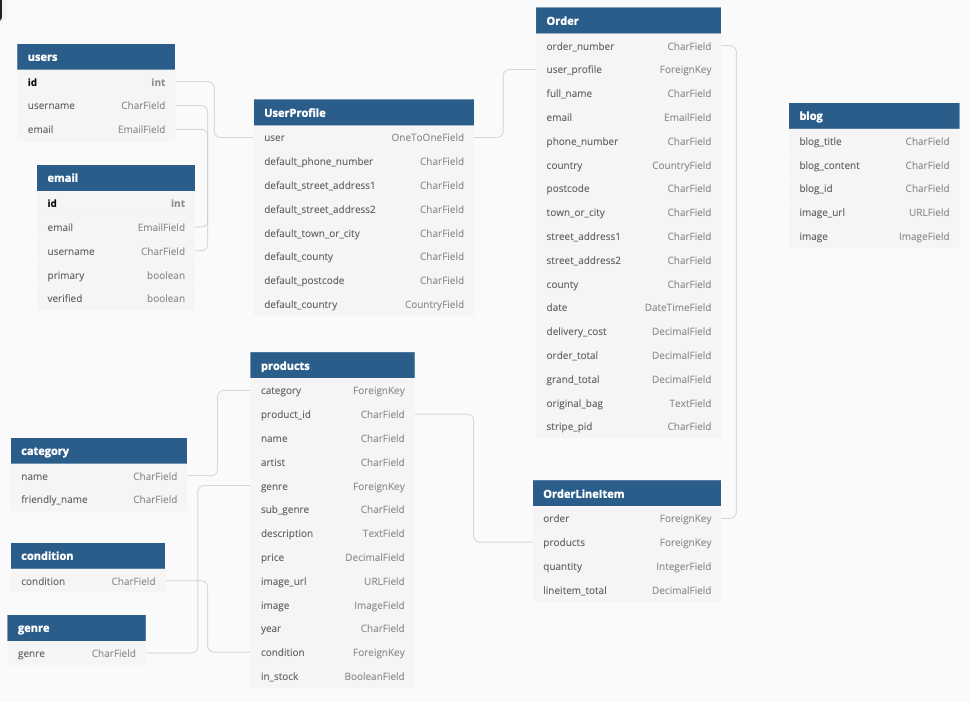 users
id int
username CharField
email EmailField
email
id int
email EmailField
username CharField
primary boolean
verified boolean
UserProfile
user OneToOneField
default_phone_number CharField
default_street_address1 CharField
default_street_address2 CharField
default_town_or_city CharField
default_county CharField
default_postcode CharField
default_country CountryField
Order
order_number CharField
user_profile ForeignKey
full_name CharField
email EmailField
phone_number CharField
country CountryField
postcode CharField
town_or_city CharField
street_address1 CharField
street_address2 CharField
county CharField
date DateTimeField
delivery_cost DecimalField
order_total DecimalField
grand_total DecimalField
original_bag TextField
stripe_pid CharField
blog
blog_title CharField
blog_content CharField
blog_id CharField
image_url URLField
image ImageField
products
category ForeignKey
product_id CharField
name CharField
artist CharField
genre ForeignKey
sub_genre CharField
description TextField
price DecimalField
image_url URLField
image ImageField
year CharField
condition ForeignKey
in_stock BooleanField
category
name CharField
friendly_name CharField
condition
condition CharField
genre
genre CharField
OrderLineItem
order ForeignKey
products ForeignKey
quantity IntegerField
lineitem_total DecimalField